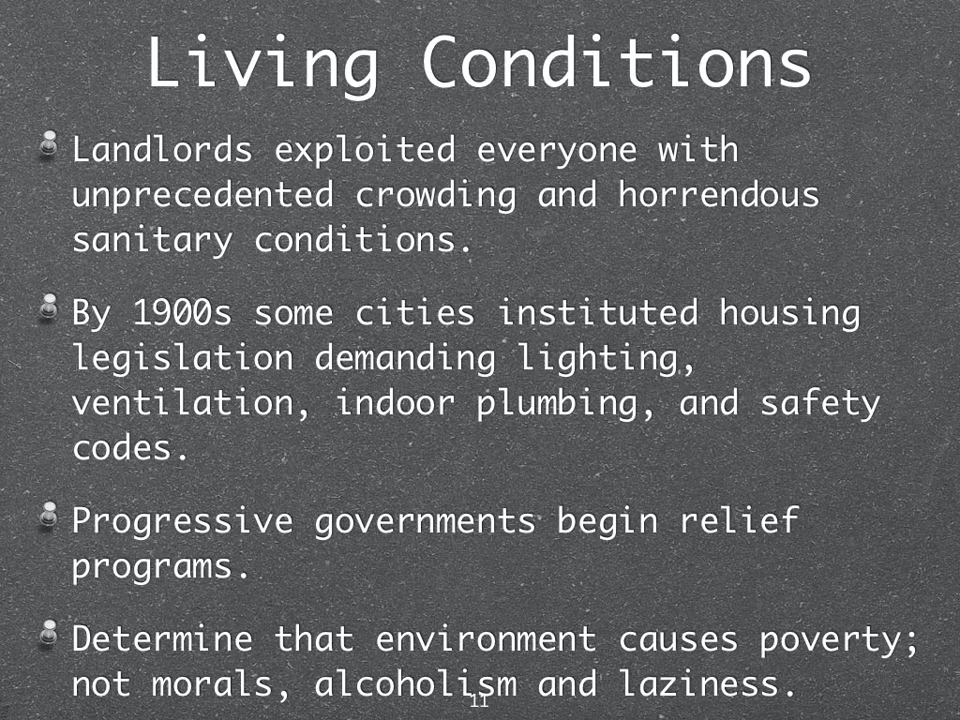 Living Conditions
Landlords exploited everyone with
unprecedented crowding and horrendous
sanitary conditions.
By 1900s some cities instituted housing
legislation demanding lighting,
ventilation, indoor plumbing, and safety
codes.
Progressive governments begin relief
programs.
Determine that environment causes poverty;
not morals, alcoholism and laziness.
11